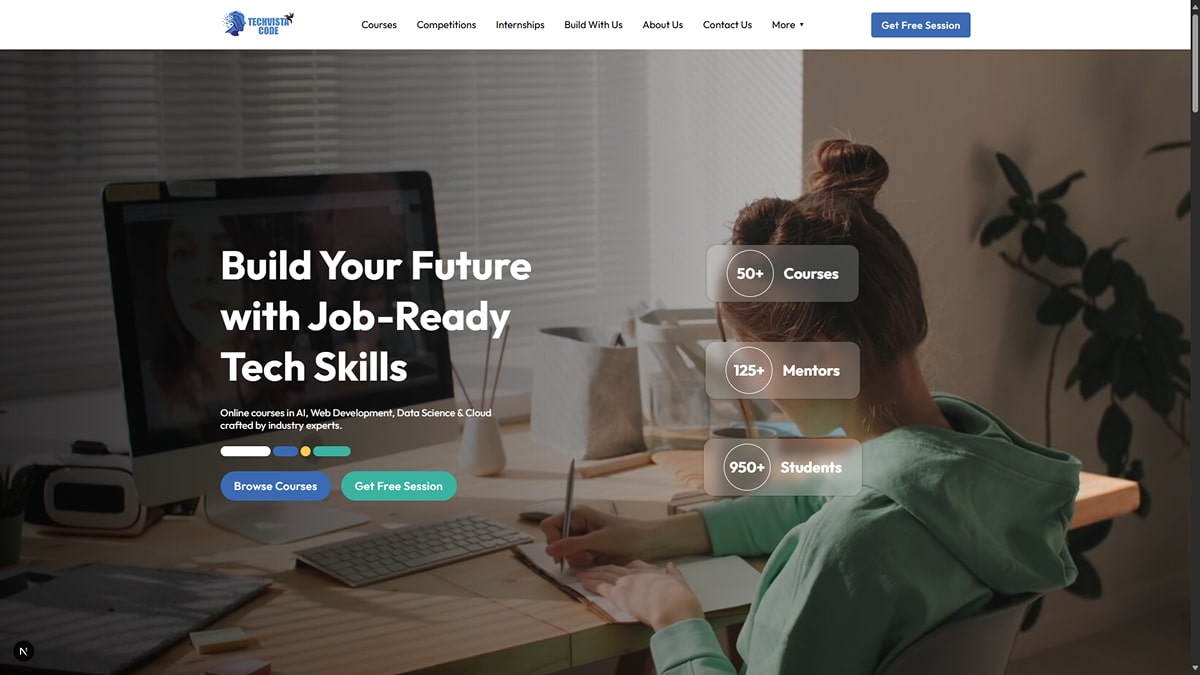 TECHVISTA
CODE
Courses
Competitions
Internships
Build With Us
About Us
Contact Us
More
Get Free Session
Build Your Future
with Job-Ready
Tech Skills
50+ Courses
125+ Mentors
950+ Students
Online courses in AI, Web Development, Data Science & Cloud
crafted by industry experts.
Browse Courses
Get Free Session
N